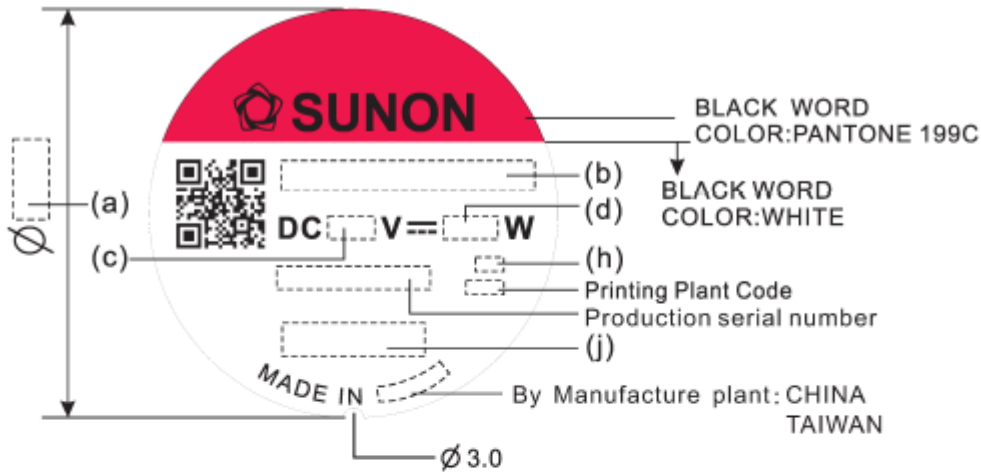 SUNON
BLACK WORD
COLOR:PANTONE 199C
BLACK WORD
COLOR:WHITE
(a)
(b)
DC V W
(d)
(c)
(h)
Printing Plant Code
Production serial number
(j)
MADE IN
By Manufacture plant: CHINA
TAIWAN
Ø
Ø 3.0